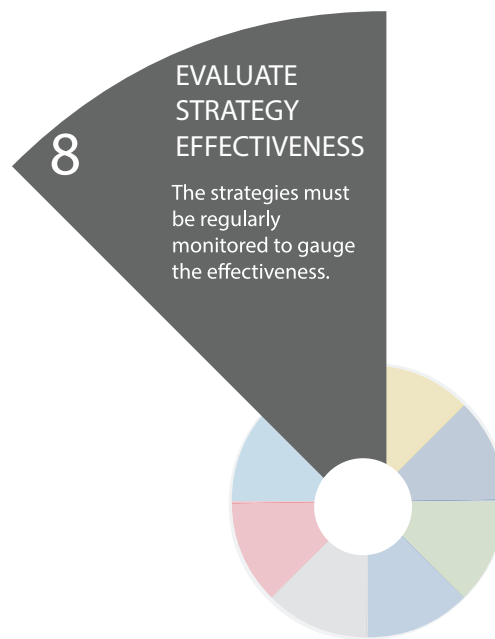 8
EVALUATE
STRATEGY
EFFECTIVENESS
The strategies must
be regularly
monitored to gauge
the effectiveness.